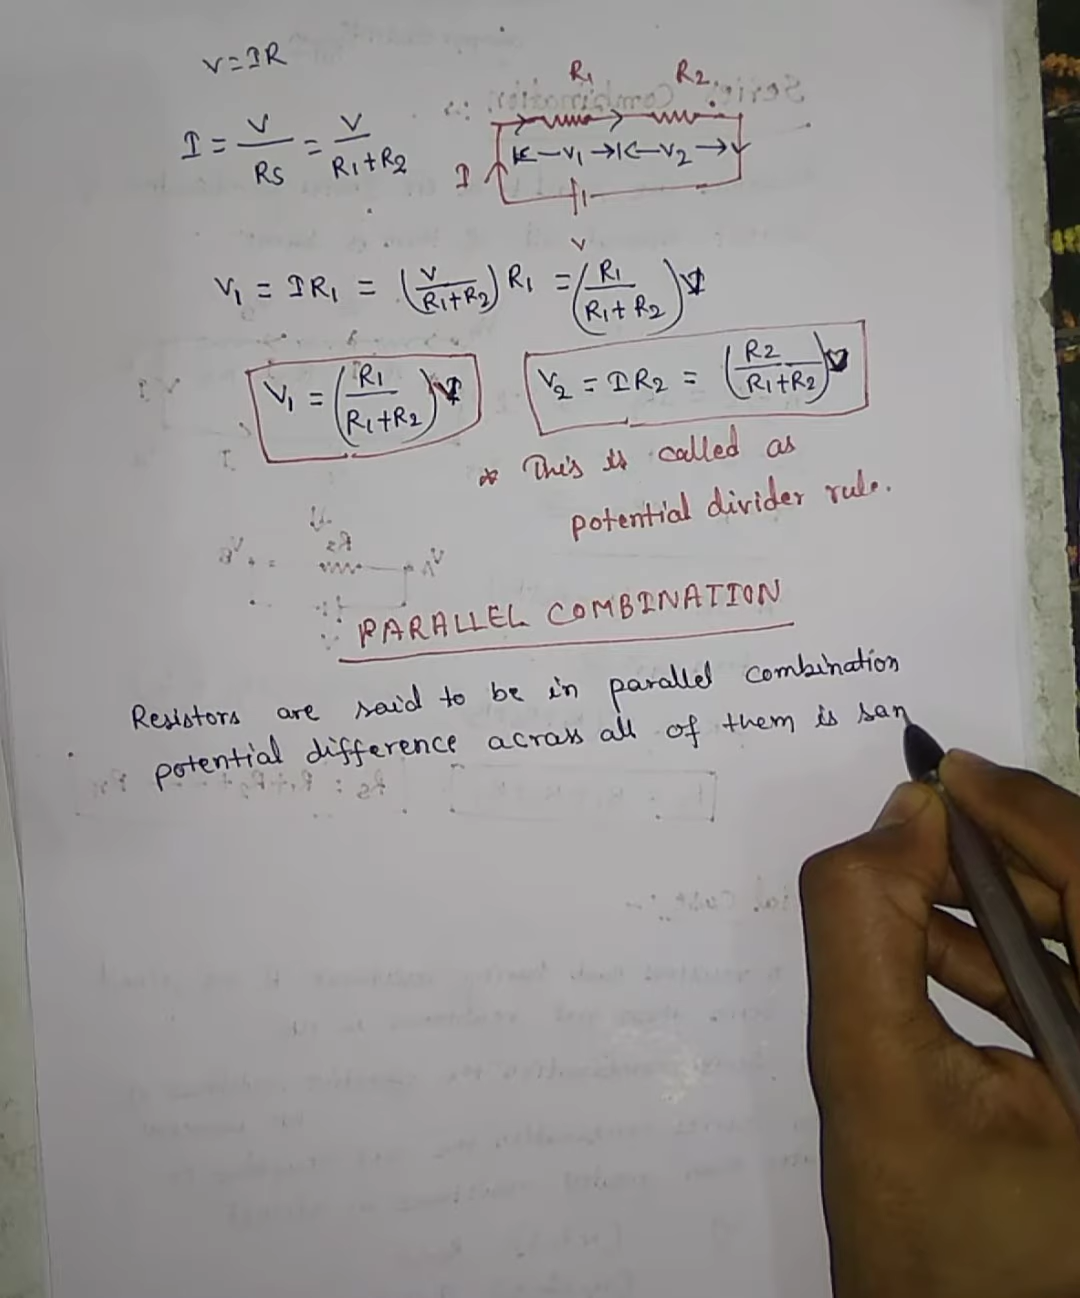 V = IR
R1 R2
I = V/RS = V/(R1+R2)
V1 V2
I
V
V1 = IR1 = (V/(R1+R2)) R1 = (R1/(R1+R2)) V
V1 = (R1/(R1+R2)) V
V2 = IR2 = (R2/(R1+R2)) V
* This is called as
potential divider rule.
PARALLEL COMBINATION
Resistors are said to be in parallel combination
potential difference across all of them is sam